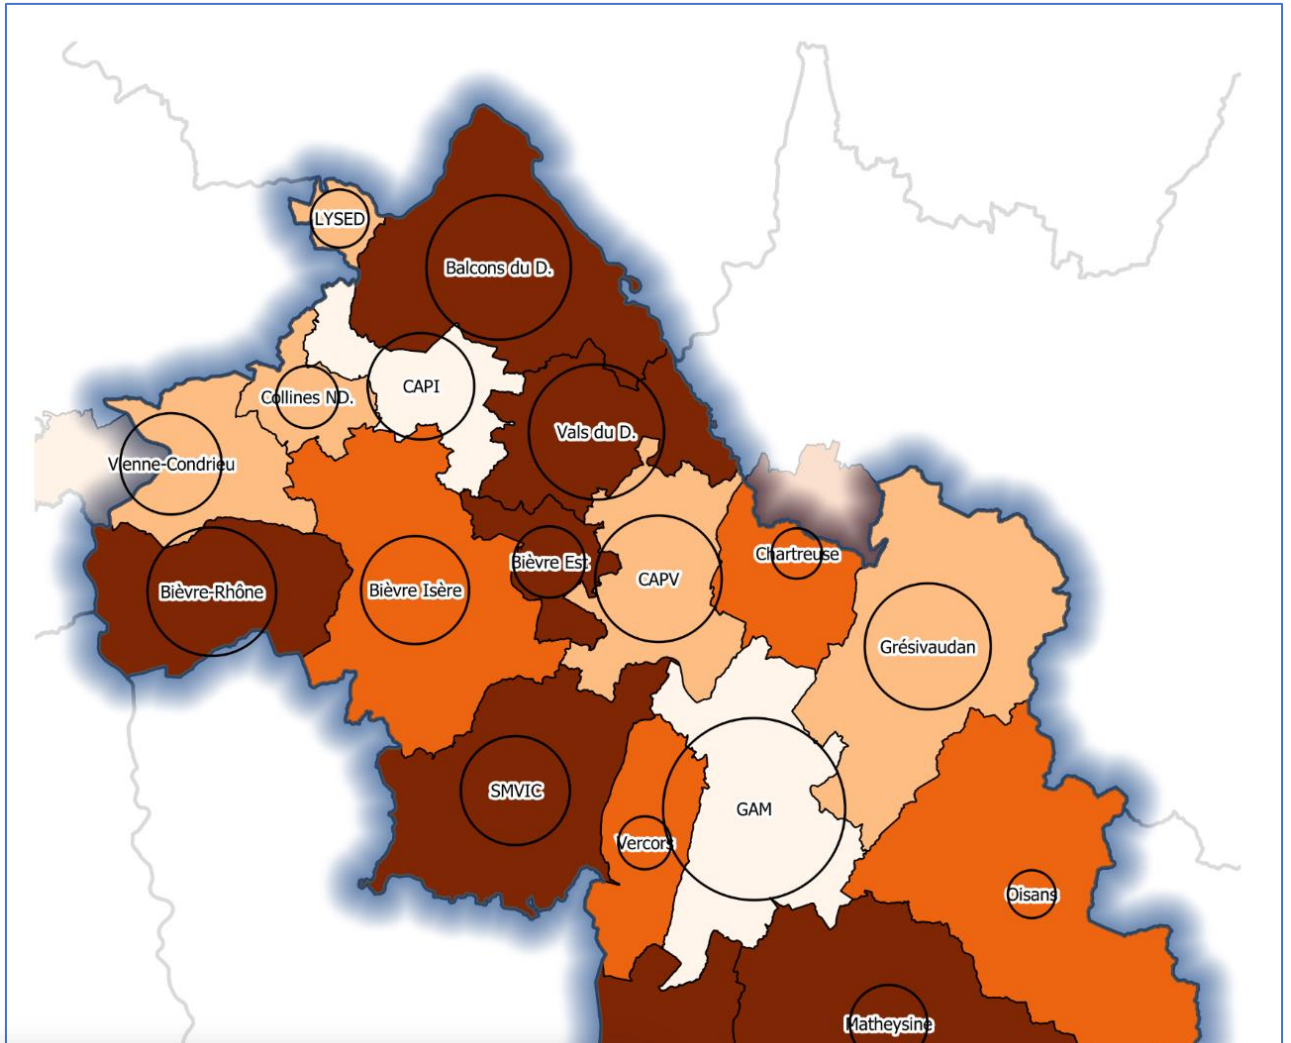 LYSED
Balcons du D.
CAPI
Collines ND.
Vals du D.
Vienne-Condrieu
Chartreuse
Bièvre Est
CAPV
Bièvre-Rhône
Bièvre Isère
Grésivaudan
SMVIC
GAM
Vercors
Oisans
Matheysine